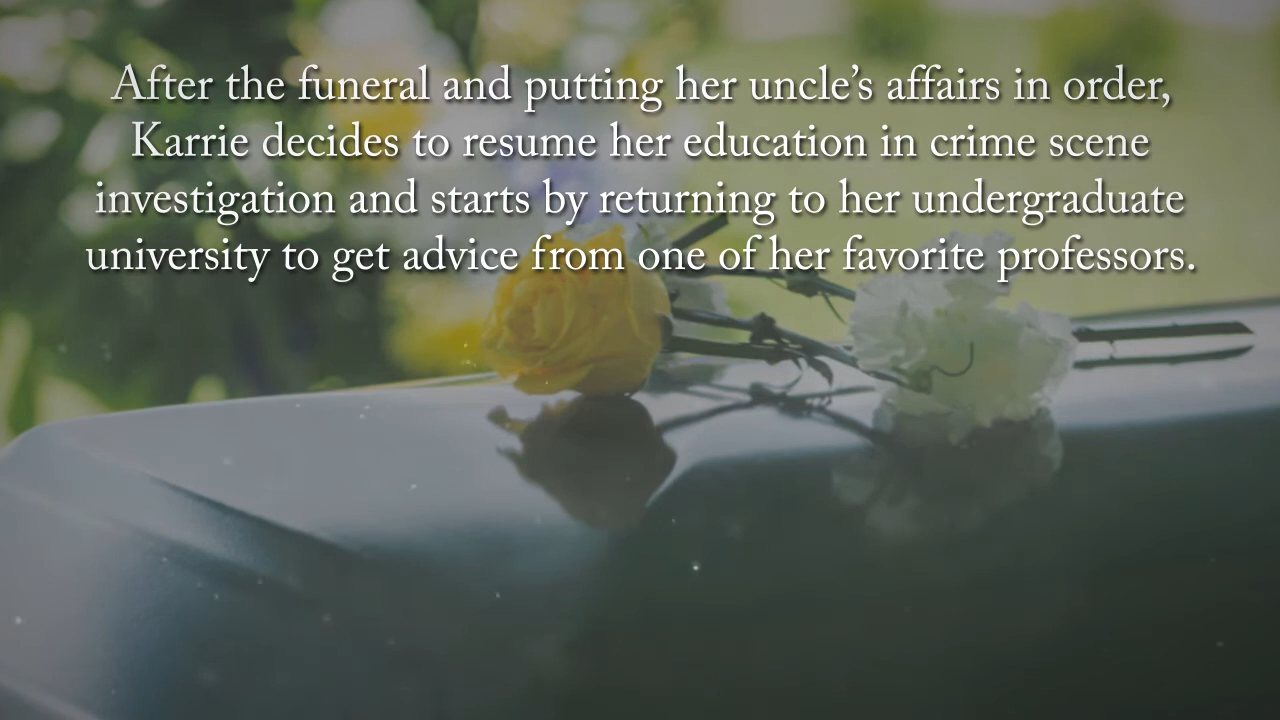 After the funeral and putting her uncle’s affairs in order,
Karrie decides to resume her education in crime scene
investigation and starts by returning to her undergraduate
university to get advice from one of her favorite professors.